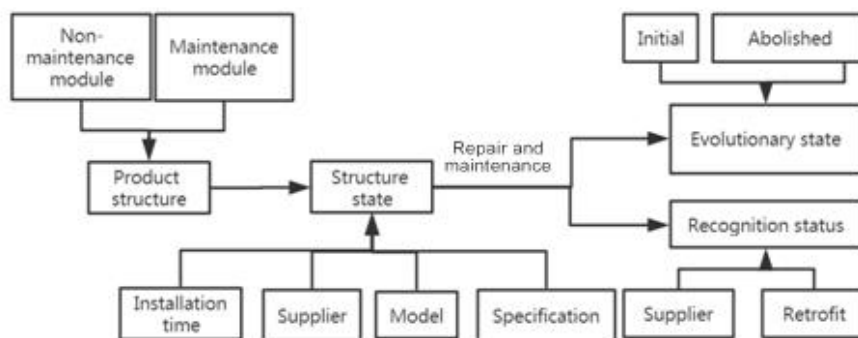 Non-
maintenance
module
Maintenance
module
Initial
Abolished
Repair and
maintenance
Evolutionary state
Product
structure
Structure
state
Recognition status
Installation
time
Supplier
Model
Specification
Supplier
Retrofit